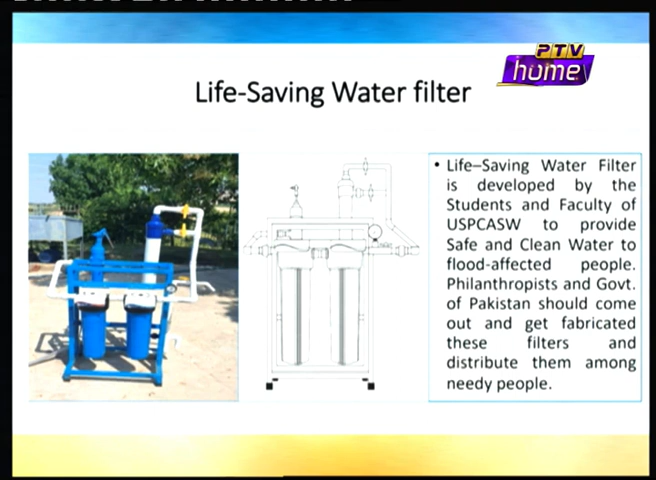 PTV
home
Life-Saving Water filter
• Life–Saving Water Filter
is developed by the
Students and Faculty of
USPCASW to provide
Safe and Clean Water to
flood-affected people.
Philanthropists and Govt.
of Pakistan should come
out and get fabricated
these filters and
distribute them among
needy people.